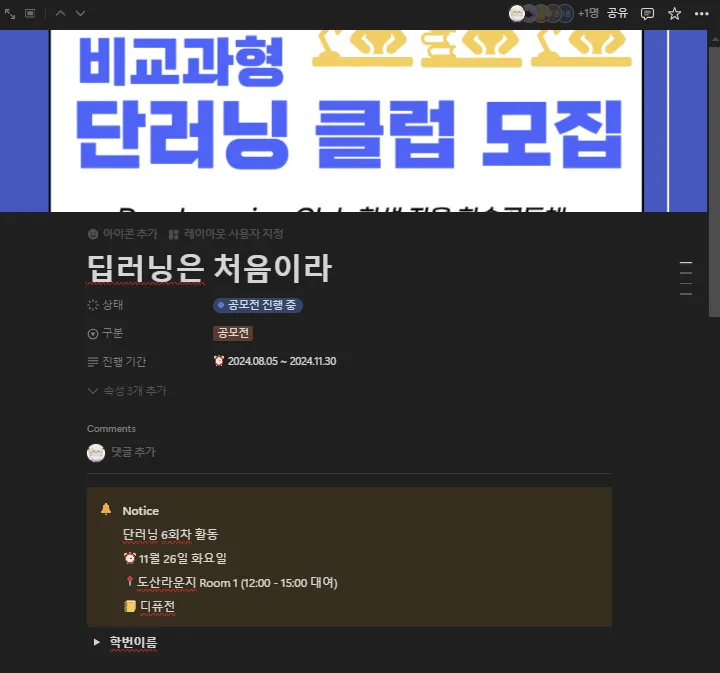 +1명 공유
비교과형
단러닝 클럽 모집
아이콘 추가 레이아웃 사용자 지정
딥러닝은 처음이라
상태 공모전 진행 중
구분 공모전
진행 기간 ⏰ 2024.08.05 ~ 2024.11.30
속성 3개 추가
Comments
댓글 추가
Notice
단러닝 6회차 활동
⏰ 11월 26일 화요일
📍 도산라운지 Room 1 (12:00 - 15:00 대여)
📒 디퓨전
학번이름